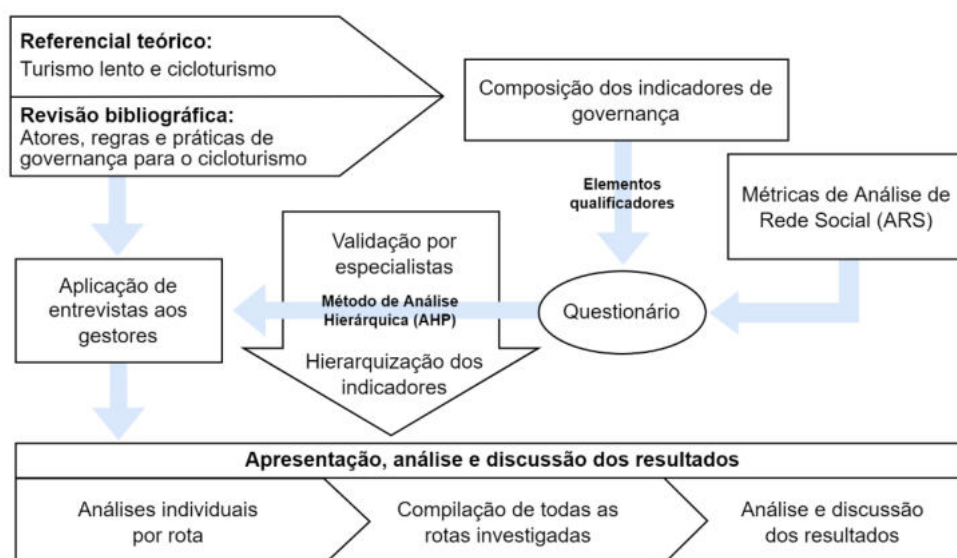 Referencial teórico:
Turismo lento e cicloturismo
Revisão bibliográfica:
Atores, regras e práticas de
governança para o cicloturismo
Composição dos indicadores de
governança
Elementos
qualificadores
Métricas de Análise de
Rede Social (ARS)
Validação por
especialistas
Aplicação de
entrevistas aos
gestores
Método de Análise
Hierárquica (AHP)
Questionário
Hierarquização dos
indicadores
Apresentação, análise e discussão dos resultados
Análises individuais
por rota
Compilação de todas as
rotas investigadas
Análise e discussão
dos resultados